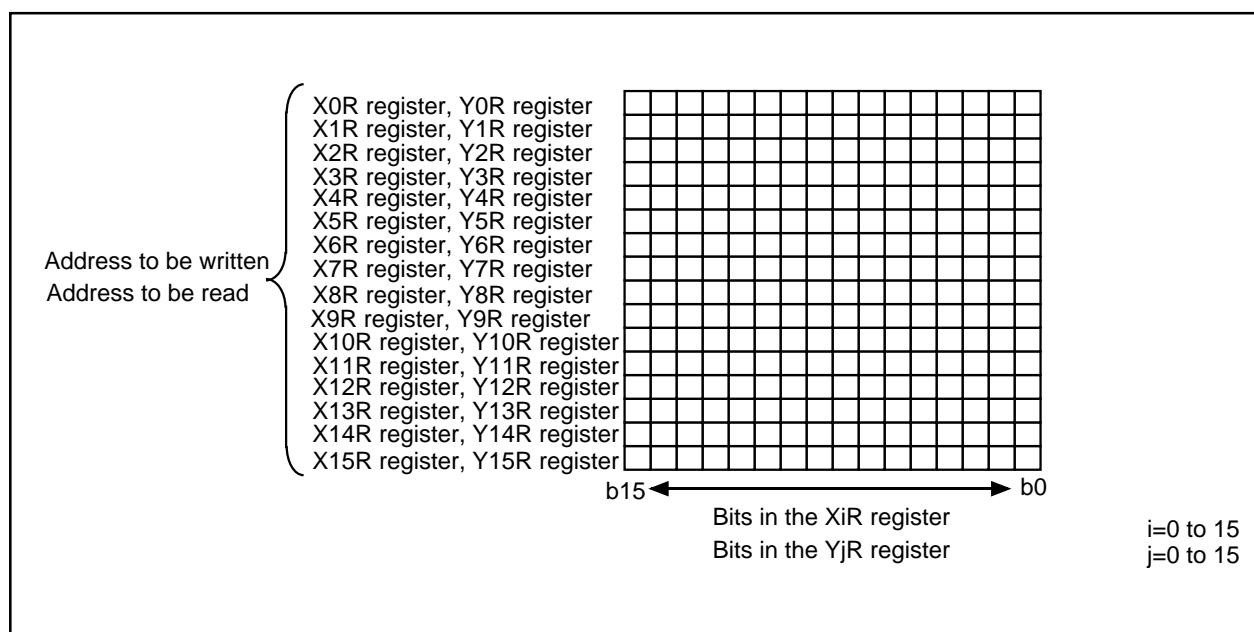 X0R register, Y0R register
X1R register, Y1R register
X2R register, Y2R register
X3R register, Y3R register
X4R register, Y4R register
X5R register, Y5R register
X6R register, Y6R register
X7R register, Y7R register
X8R register, Y8R register
X9R register, Y9R register
X10R register, Y10R register
X11R register, Y11R register
X12R register, Y12R register
X13R register, Y13R register
X14R register, Y14R register
X15R register, Y15R register
Address to be written
Address to be read
b15 b0
Bits in the XiR register
Bits in the YjR register
i=0 to 15
j=0 to 15